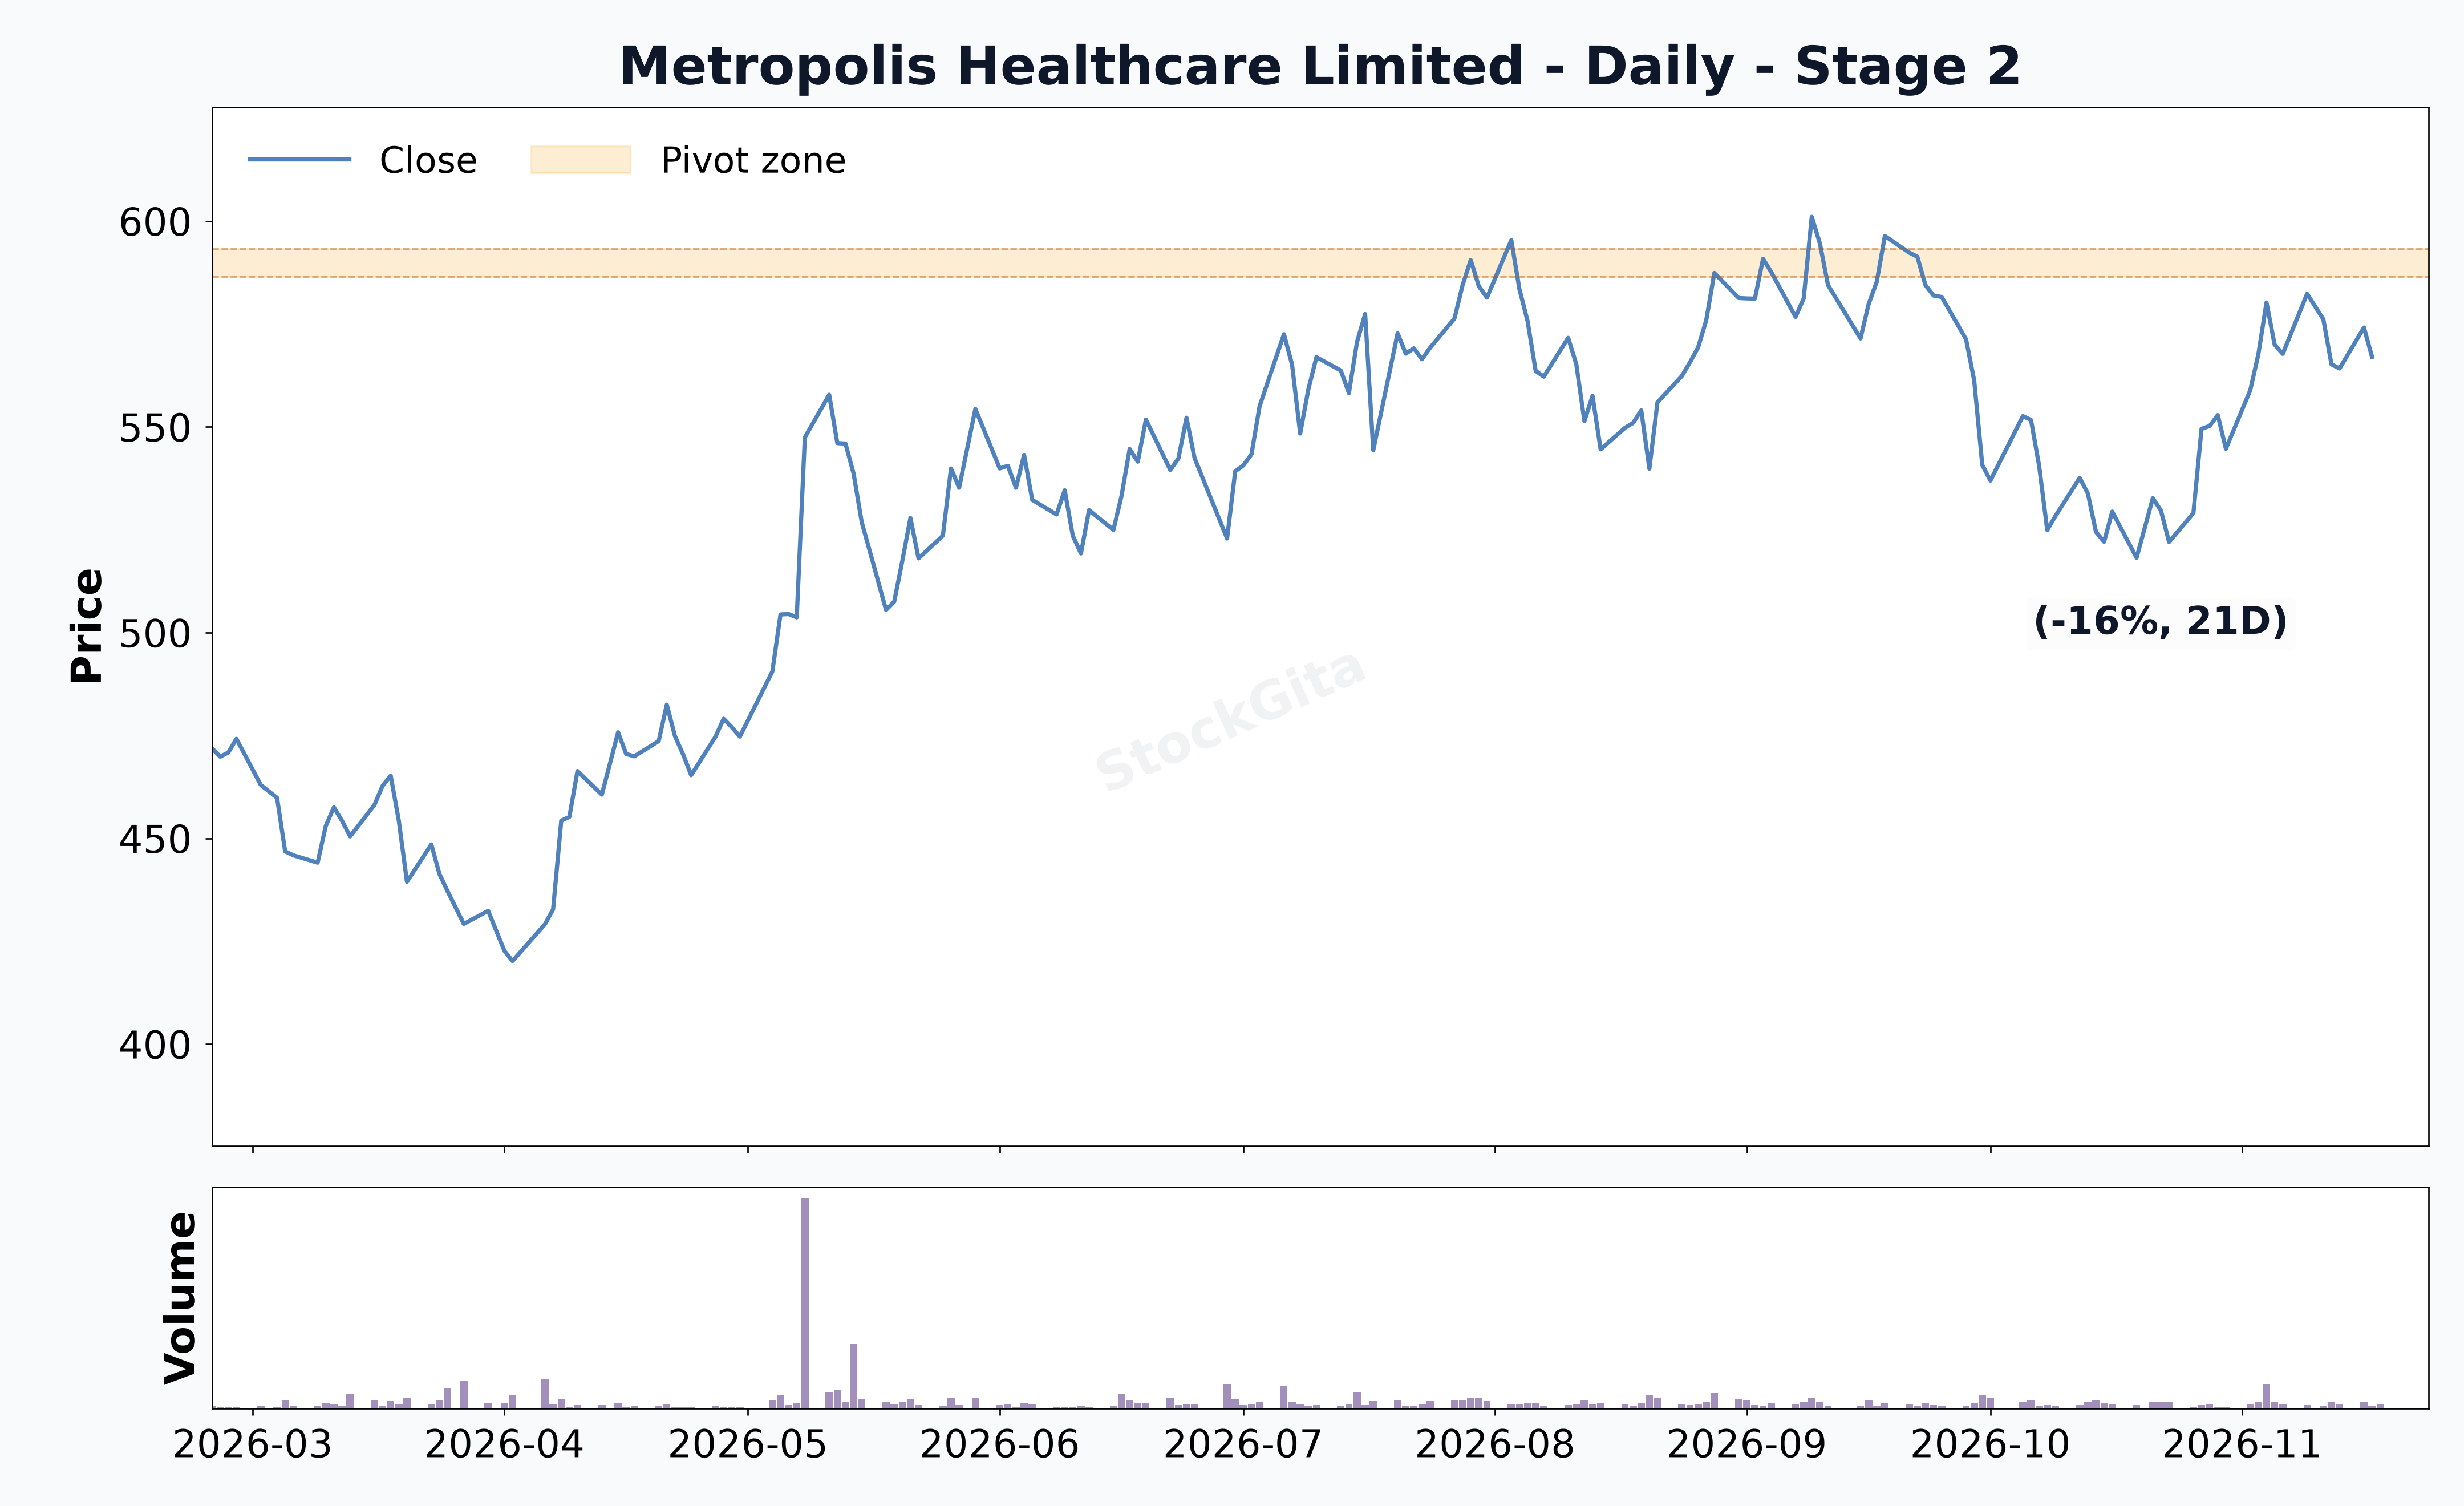 Metropolis Healthcare Limited - Daily - Stage 2
Close
Pivot zone
600
550
500
450
400
Price
(-16%, 21D)
StockGita
Volume
2026-03
2026-04
2026-05
2026-06
2026-07
2026-08
2026-09
2026-10
2026-11